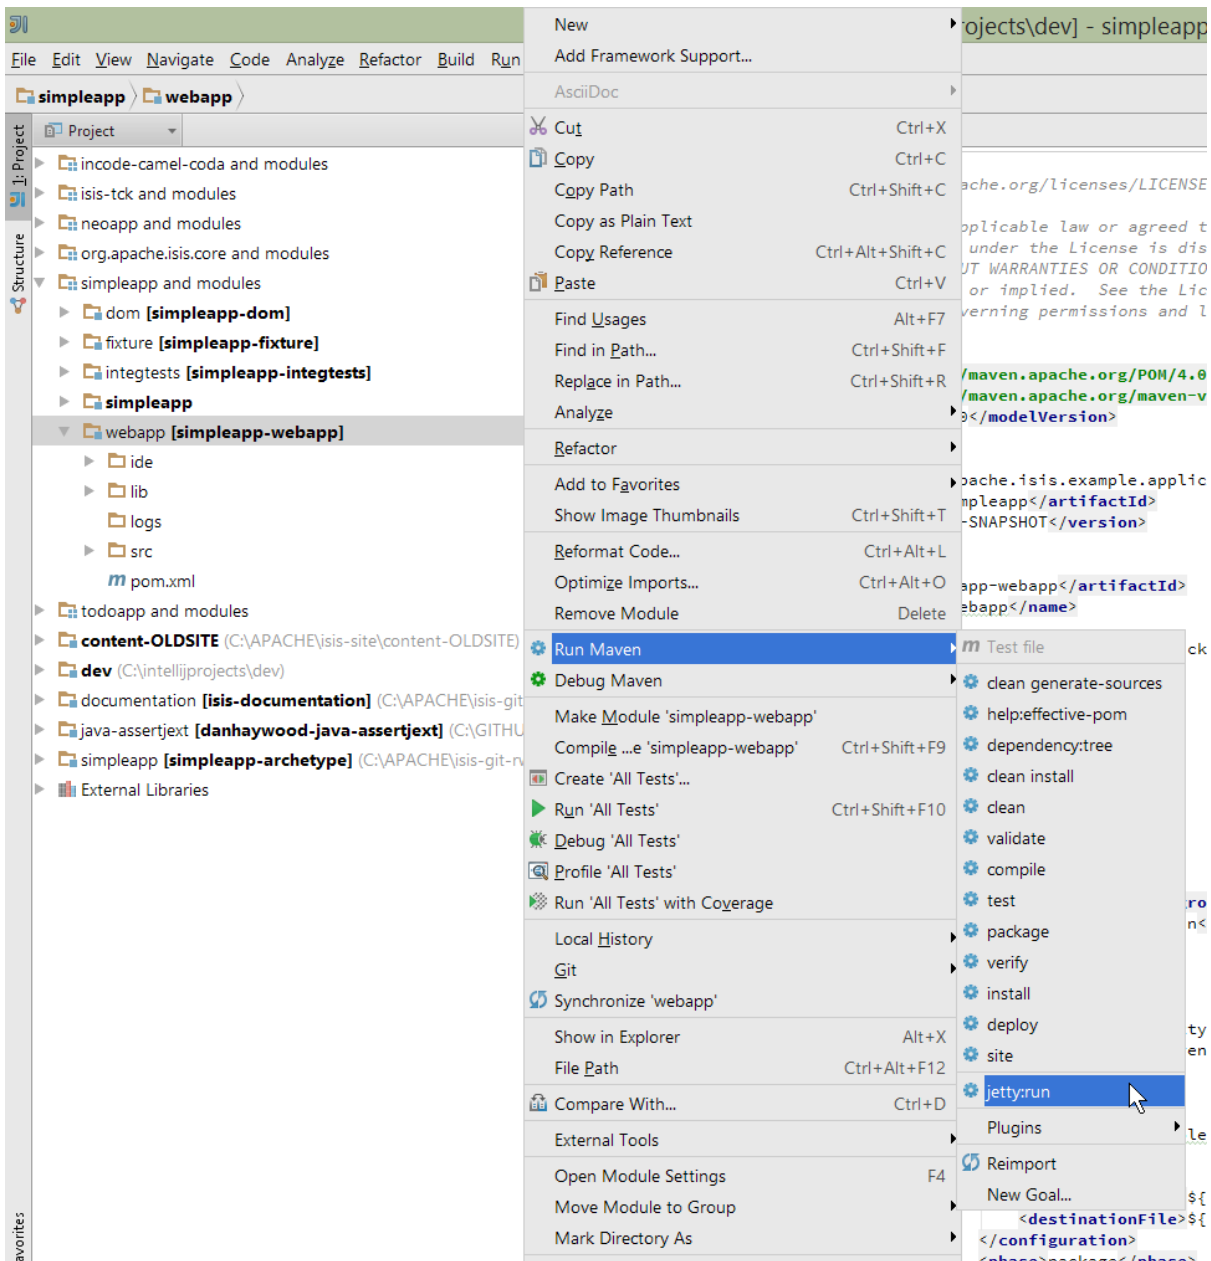 ojects\dev] - simpleapp
File Edit View Navigate Code Analyze Refactor Build Run
simpleapp webapp
1: Project
Structure
avorites
Project
incode-camel-coda and modules
isis-tck and modules
neoapp and modules
org.apache.isis.core and modules
simpleapp and modules
dom [simpleapp-dom]
fixture [simpleapp-fixture]
integtests [simpleapp-integtests]
simpleapp
webapp [simpleapp-webapp]
ide
lib
logs
src
pom.xml
todoapp and modules
content-OLDSITE (C:\APACHE\isis-site\content-OLDSITE)
dev (C:\intellijprojects\dev)
documentation [isis-documentation] (C:\APACHE\isis-git
java-assertjext [danhaywood-java-assertjext] (C:\GITHU
simpleapp [simpleapp-archetype] (C:\APACHE\isis-git-rw
External Libraries
New
Add Framework Support...
AsciiDoc
Cut Ctrl+X
Copy Ctrl+C
Copy Path Ctrl+Shift+C
Copy as Plain Text
Copy Reference Ctrl+Alt+Shift+C
Paste Ctrl+V
Find Usages Alt+F7
Find in Path... Ctrl+Shift+F
Replace in Path... Ctrl+Shift+R
Analyze
Refactor
Add to Favorites
Show Image Thumbnails Ctrl+Shift+T
Reformat Code... Ctrl+Alt+L
Optimize Imports... Ctrl+Alt+O
Remove Module Delete
Run Maven
Debug Maven
Make Module 'simpleapp-webapp'
Compile ...e 'simpleapp-webapp' Ctrl+Shift+F9
Create 'All Tests'...
Run 'All Tests' Ctrl+Shift+F10
Debug 'All Tests'
Profile 'All Tests'
Run 'All Tests' with Coverage
Local History
Git
Synchronize 'webapp'
Show in Explorer Alt+X
File Path Ctrl+Alt+F12
Compare With... Ctrl+D
External Tools
Open Module Settings F4
Move Module to Group
Mark Directory As
Test file
clean generate-sources
help:effective-pom
dependency:tree
clean install
clean
validate
compile
test
package
verify
install
deploy
site
jetty:run
Plugins
Reimport
New Goal...
ache.org/licenses/LICENSE
pplicable law or agreed t
under the License is dis
UT WARRANTIES OR CONDITIO
or implied. See the Lic
verning permissions and l
/maven.apache.org/POM/4.0
/maven.apache.org/maven-v
</modelVersion>
pache.isis.example.applic
mpleapp</artifactId>
-SNAPSHOT</version>
app-webapp</artifactId>
ebapp</name>
ck
ro
n<
ty
en
le
${
<destinationFile>${
</configuration>
<phase>package</phase>